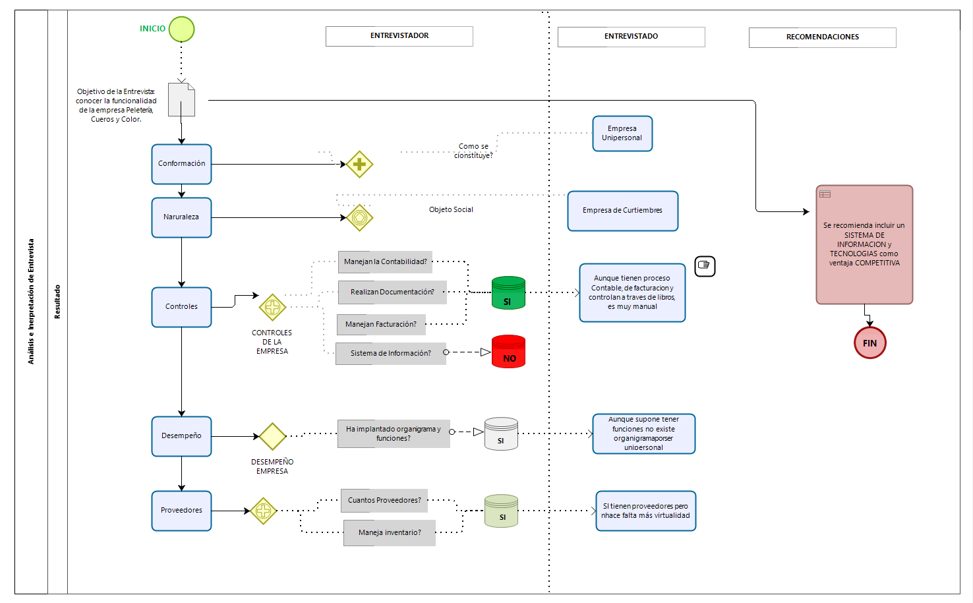 Análisis e Inerpretación de Entrevista
Resultado
INICIO
ENTREVISTADOR
ENTREVISTADO
RECOMENDACIONES
Objetivo de la Entrevista:
conocer la funcionalidad
de la empresa Peletería,
Cueros y Color.
Conformación
Como se
cionstituye?
Empresa
Unipersonal
Naruraleza
Objeto Social
Empresa de Curtiembres
Se recomienda incluir un
SISTEMA DE
INFORMACION y
TECNOLOGIAS como
ventaja COMPETITIVA
FIN
Controles
CONTROLES
DE LA
EMPRESA
Manejan la Contabilidad?
Realizan Documentación?
Manejan Facturación?
Sistema de Información?
SI
NO
Aunque tienen proceso
Contable, de facturacion y
controlan a traves de libros,
es muy manual
Desempeño
DESEMPEÑO
EMPRESA
Ha implantado organigrama y
funciones?
SI
Aunque supone tener
funciones no existe
organigramaporser
unipersonal
Proveedores
Cuantos Proveedores?
Maneja inventario?
SI
SI tienen proveedores pero
nhace falta más virtualidad